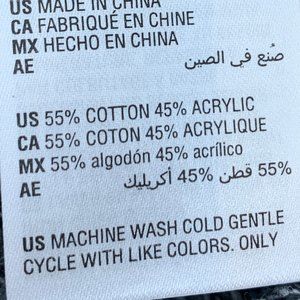 US MADE IN CHINA
CA FABRIQUÉ EN CHINE
MX HECHO EN CHINA
AE صُنع في الصين
US 55% COTTON 45% ACRYLIC
CA 55% COTON 45% ACRYLIQUE
MX 55% algodón 45% acrílico
AE 55% قطن 45% أكريليك
US MACHINE WASH COLD GENTLE
CYCLE WITH LIKE COLORS. ONLY